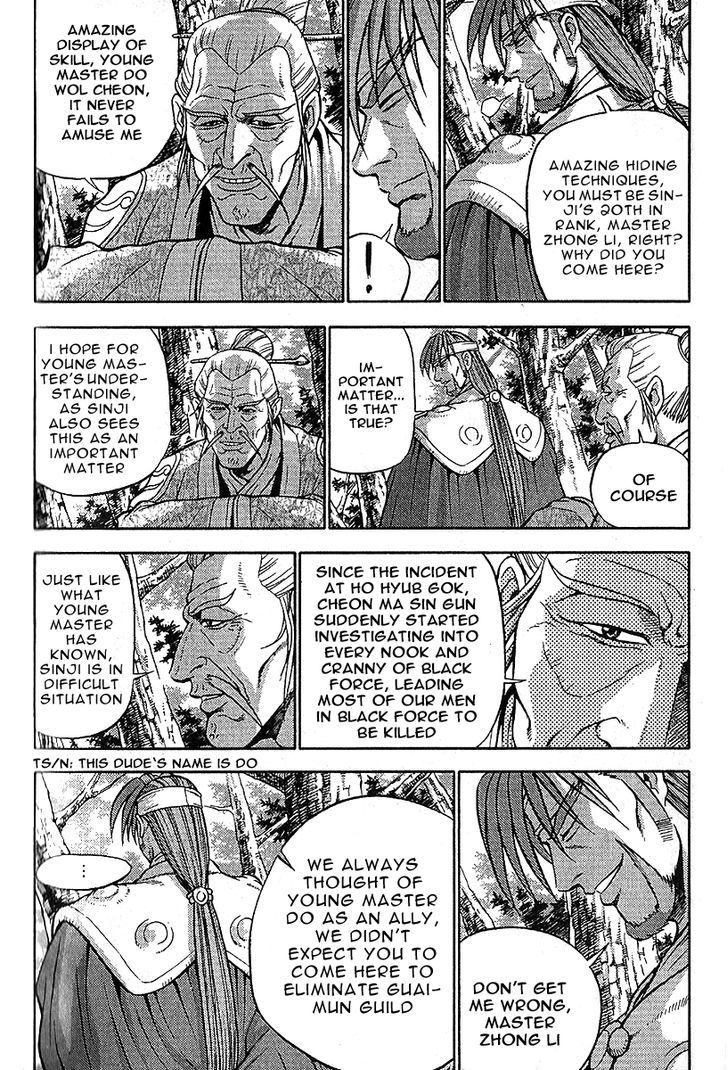 AMAZING
DISPLAY OF
SKILL, YOUNG
MASTER DO
WOL CHEON,
IT NEVER
FAILS TO
AMUSE ME
!
AMAZING HIDING
TECHNIQUES,
YOU MUST BE SIN-
JI'S 20TH IN
RANK, MASTER
ZHONG LI, RIGHT?
WHY DID YOU
COME HERE?
I HOPE FOR
YOUNG MAS-
TER'S UNDER-
STANDING,
AS SINJI
ALSO SEES
THIS AS AN
IMPORTANT
MATTER
IM-
PORTANT
MATTER...
IS THAT
TRUE?
OF
COURSE
JUST LIKE
WHAT
YOUNG
MASTER
HAS
KNOWN,
SINJI IS IN
DIFFICULT
SITUATION
SINCE THE INCIDENT
AT HO HYUB GOK,
CHEON MA SIN GUN
SUDDENLY STARTED
INVESTIGATING INTO
EVERY NOOK AND
CRANNY OF BLACK
FORCE, LEADING
MOST OF OUR MEN
IN BLACK FORCE TO
BE KILLED
TS/N: THIS DUDE'S NAME IS DO
...
WE ALWAYS
THOUGHT OF
YOUNG MASTER
DO AS AN ALLY,
WE DIDN'T
EXPECT YOU TO
COME HERE TO
ELIMINATE GUAI-
MUN GUILD
DON'T GET
ME WRONG,
MASTER
ZHONG LI